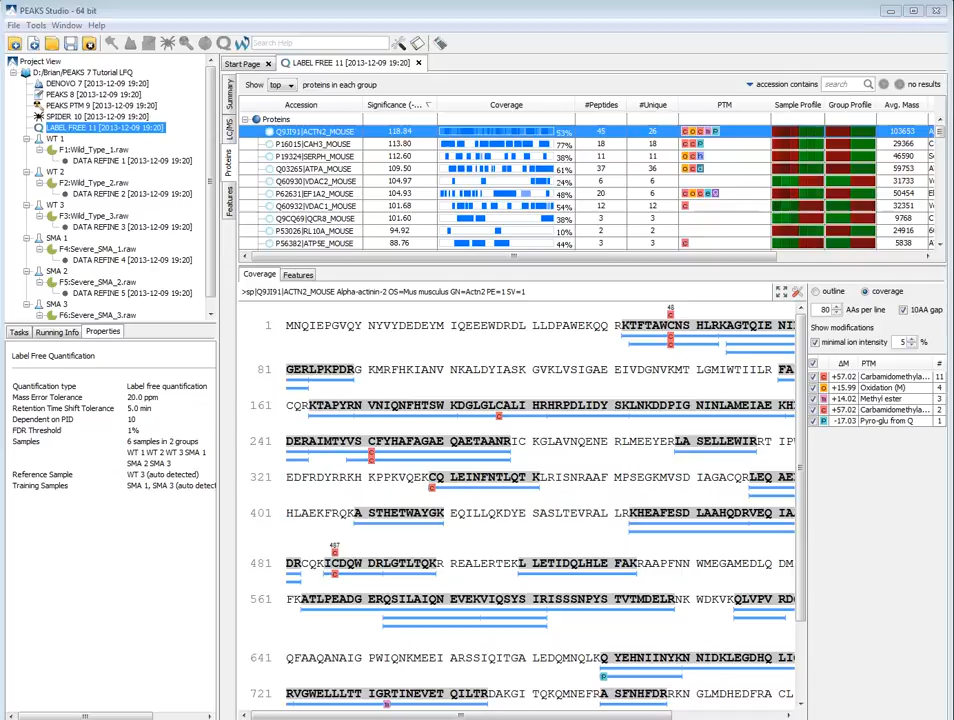 PEAKS Studio - 64 bit
File Tools Window Help
Search Help
Project View
D:/Brian/PEAKS 7 Tutorial LFQ
DENOVO 7 [2013-12-09 19:20]
PEAKS 8 [2013-12-09 19:20]
PEAKS PTM 9 [2013-12-09 19:20]
SPIDER 10 [2013-12-09 19:20]
LABEL FREE 11 [2013-12-09 19:20]
WT 1
F1:Wild_Type_1.raw
DATA REFINE 1 [2013-12-09 19:20]
WT 2
F2:Wild_Type_2.raw
DATA REFINE 2 [2013-12-09 19:20]
WT 3
F3:Wild_Type_3.raw
DATA REFINE 3 [2013-12-09 19:20]
SMA 1
F4:Severe_SMA_1.raw
DATA REFINE 4 [2013-12-09 19:20]
SMA 2
F5:Severe_SMA_2.raw
DATA REFINE 5 [2013-12-09 19:20]
SMA 3
F6:Severe_SMA_3.raw
Tasks Running Info Properties
Label Free Quantification
Quantification type Label free quantification
Mass Error Tolerance 20.0 ppm
Retention Time Shift Tolerance 5.0 min
Dependent on PID 10
FDR Threshold 1%
Samples 6 samples in 2 groups
WT 1 WT 2 WT 3 SMA 1
SMA 2 SMA 3
Reference Sample WT 3 (auto detected)
Training Samples SMA 1, SMA 3 (auto detect
Start Page LABEL FREE 11 [2013-12-09 19:20]
Summary
LC/MS
Proteins
Features
Show top proteins in each group accession contains search no results
Accession Significance (-... Coverage #Peptides #Unique PTM Sample Profile Group Profile Avg. Mass
Proteins
Q9JI91|ACTN2_MOUSE 118.84 53% 45 26 c o c h p 103653 A
P16015|CAH3_MOUSE 113.80 77% 18 18 c c p 29366
P19324|SERPH_MOUSE 112.60 38% 11 11 o c h 46590
Q03265|ATPA_MOUSE 109.50 61% 37 36 o c 59753
Q60930|VDAC2_MOUSE 104.97 24% 6 6 31733
P62631|EF1A2_MOUSE 104.93 48% 20 6 c o c 50454
Q60932|VDAC1_MOUSE 101.68 54% 12 12 c 32351
Q9CQ69|QCR8_MOUSE 101.60 38% 3 3 9768
P53026|RL10A_MOUSE 94.92 10% 2 2 24916
P56382|ATP5E_MOUSE 88.76 44% 3 3 c 5838
Coverage Features
>sp|Q9JI91|ACTN2_MOUSE Alpha-actinin-2 OS=Mus musculus GN=Actn2 PE=1 SV=1
48
c
1 MNQIEPGVQY NYVYDEDEYM IQEEEWDRDL LLDPAWEKQQ RKTFTAWCNS HLRKAGTQIE NI
c
c
81 GERLPKPDRG KMRFHKIANV NKALDYIASK GVKLVSIGAE EIVDGNVKMT LGMIWTIILR FA
161 CQRKTAPYRN VNIQNFHTSW KDGLGLCALI HRHRPDLIDY SKLNKDDPIG NINLAMEIAE KH
c
241 DERAIMTYVS CFYHAFAGAE QAETAANRIC KGLAVNQENE RLMEEYERLA SELLEWIRRT IP
c
c
321 EDFRDYRRKH KPPKVQEKCQ LEINFNTLQT KLRISNRAAF MPSEGKMVSD IAGACQRLEQ AE
c
401 HLAEKFRQKA STHETWAYGK EQILLQKDYE SASLTEVRAL LRKHEAFESD LAAHQDRVEQ IA
487
c
481 DRCQKICDQW DRLGTLTQKR REALERTEKL LETIDQLHLE FAKRAAPFNN WMEGAMEDLQ DM
c
561 FKATLPEADG ERQSILAIQN EVEKVIQSYS IRISSSNPYS TVTMDELRNK WDKVKQLVPV RD
641 QFAAQANAIG PWIQNKMEEI ARSSIQITGA LEDQMNQLKQ YEHNIINYKN NIDKLEGDHQ LI
p
721 RVGWELLLTT IGRTINEVET QILTRDAKGI TQKQMNEFRA SFNHFDRRKN GLMDHEDFRA CL
h
outline coverage
80 AAs per line 10AA gap
Show modifications
minimal ion intensity 5 %
ΔM PTM #
c +57.02 Carbamidomethyla... 11
o +15.99 Oxidation (M) 4
h +14.02 Methyl ester 3
c +57.02 Carbamidomethyla... 2
p -17.03 Pyro-glu from Q 1